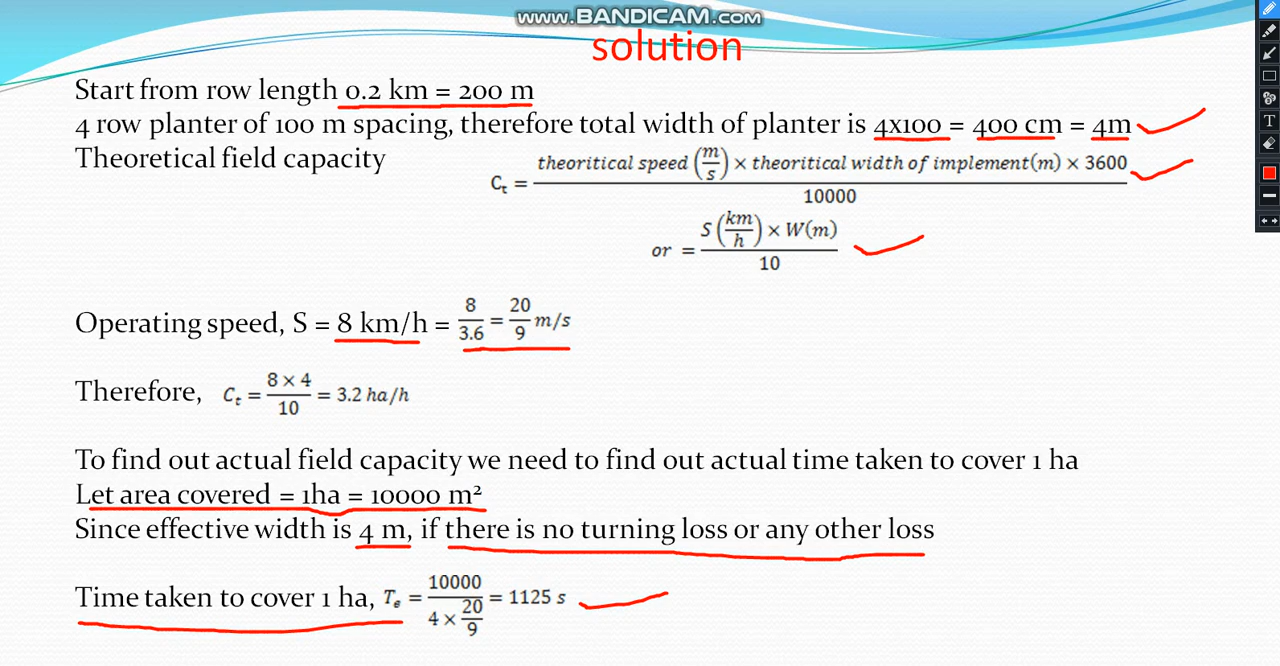 www.BANDICAM.com
solution
Start from row length 0.2 km = 200 m
4 row planter of 100 m spacing, therefore total width of planter is 4x100 = 400 cm = 4m
Theoretical field capacity
C_t = theoritical speed (m/s) × theoritical width of implement(m) × 3600 / 10000
or = S (km/h) × W(m) / 10
Operating speed, S = 8 km/h = 8/3.6 = 20/9 m/s
Therefore, C_t = 8 × 4 / 10 = 3.2 ha/h
To find out actual field capacity we need to find out actual time taken to cover 1 ha
Let area covered = 1ha = 10000 m²
Since effective width is 4 m, if there is no turning loss or any other loss
Time taken to cover 1 ha, T_e = 10000 / (4 × 20/9) = 1125 s
T